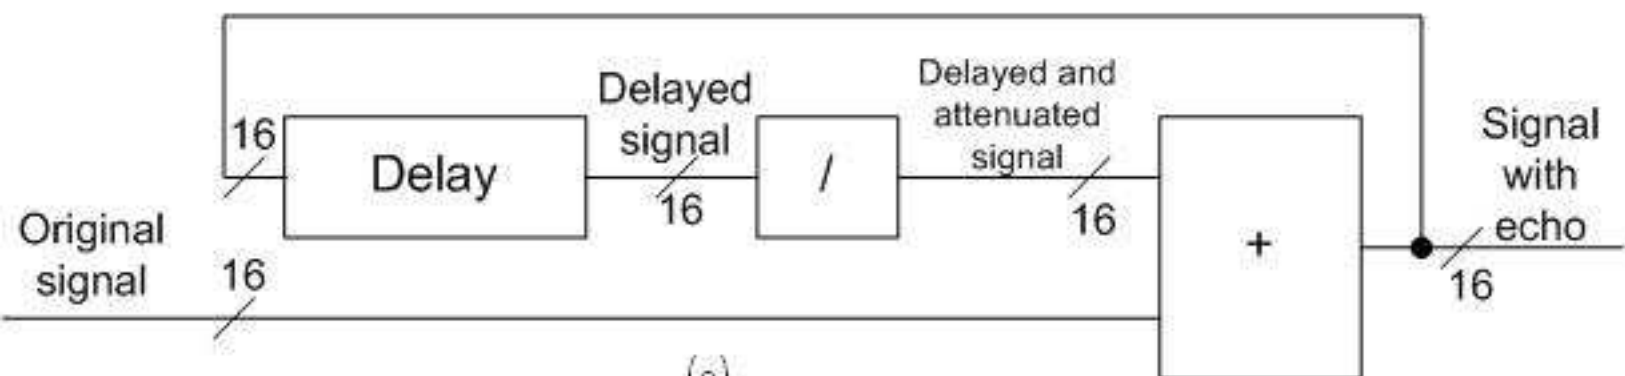 Delayed
signal
Delayed and
attenuated
signal
Signal
with
echo
16
Delay
16
/
16
+
16
Original
signal
16